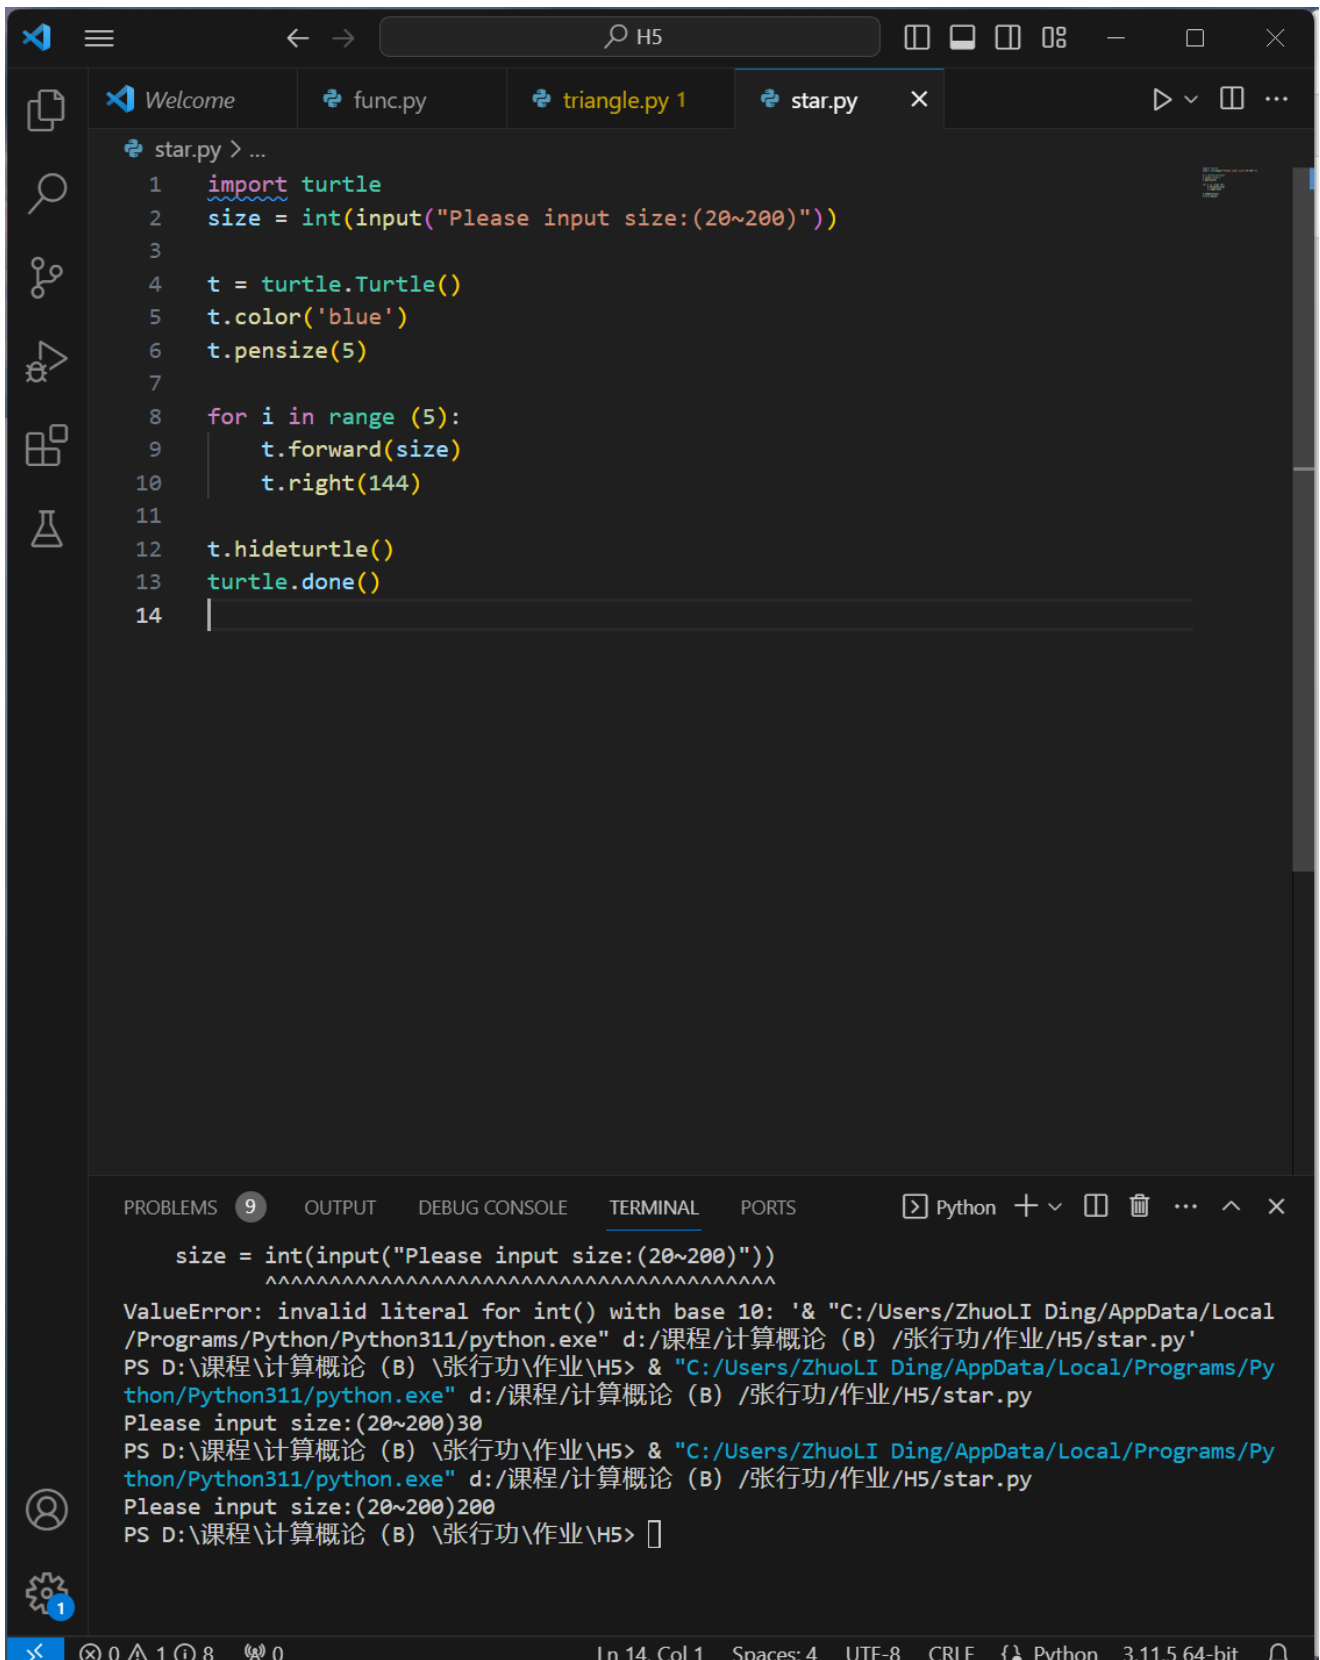 H5
Welcome
func.py
triangle.py 1
star.py
star.py > ...
1 import turtle
2 size = int(input("Please input size:(20~200)"))
3
4 t = turtle.Turtle()
5 t.color('blue')
6 t.pensize(5)
7
8 for i in range (5):
9     t.forward(size)
10     t.right(144)
11
12 t.hideturtle()
13 turtle.done()
14
PROBLEMS 9 OUTPUT DEBUG CONSOLE TERMINAL PORTS Python
size = int(input("Please input size:(20~200)"))
^^^^^^^^^^^^^^^^^^^^^^^^^^^^^^^^^^^^^^^^
ValueError: invalid literal for int() with base 10: '& "C:/Users/ZhuoLI Ding/AppData/Local
/Programs/Python/Python311/python.exe" d:/课程/计算概论 (B) /张行功/作业/H5/star.py'
PS D:\课程\计算概论 (B) \张行功\作业\H5> & "C:/Users/ZhuoLI Ding/AppData/Local/Programs/Py
thon/Python311/python.exe" d:/课程/计算概论 (B) /张行功/作业/H5/star.py
Please input size:(20~200)30
PS D:\课程\计算概论 (B) \张行功\作业\H5> & "C:/Users/ZhuoLI Ding/AppData/Local/Programs/Py
thon/Python311/python.exe" d:/课程/计算概论 (B) /张行功/作业/H5/star.py
Please input size:(20~200)200
PS D:\课程\计算概论 (B) \张行功\作业\H5>
1
0 1 8 0 Ln 14, Col 1 Spaces: 4 UTF-8 CRLF Python 3.11.5 64-bit